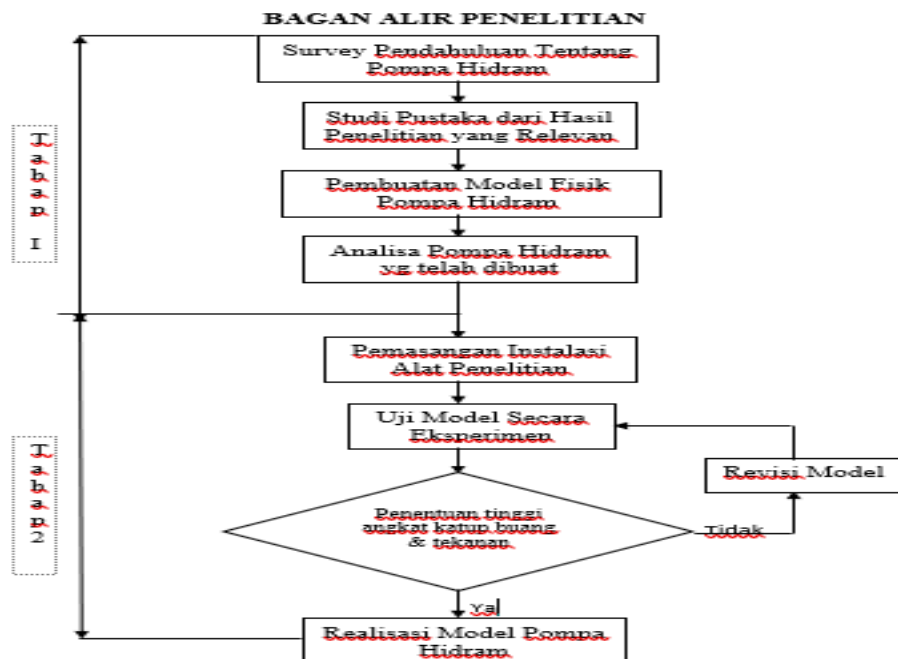 BAGAN ALIR PENELITIAN
Survey Pendahuluan Tentang
Pompa Hidram
Studi Pustaka dari Hasil
Penelitian yang Relevan
Pembuatan Model Fisik
Pompa Hidram
Analisa Pompa Hidram
yg telah dibuat
Tahap I
Pemasangan Instalasi
Alat Penelitian
Uji Model Secara
Eksperimen
Revisi Model
Penentuan tinggi
angkat katup buang
& tekanan
Tidak
Ya
Tahap 2
Realisasi Model Pompa
Hidram